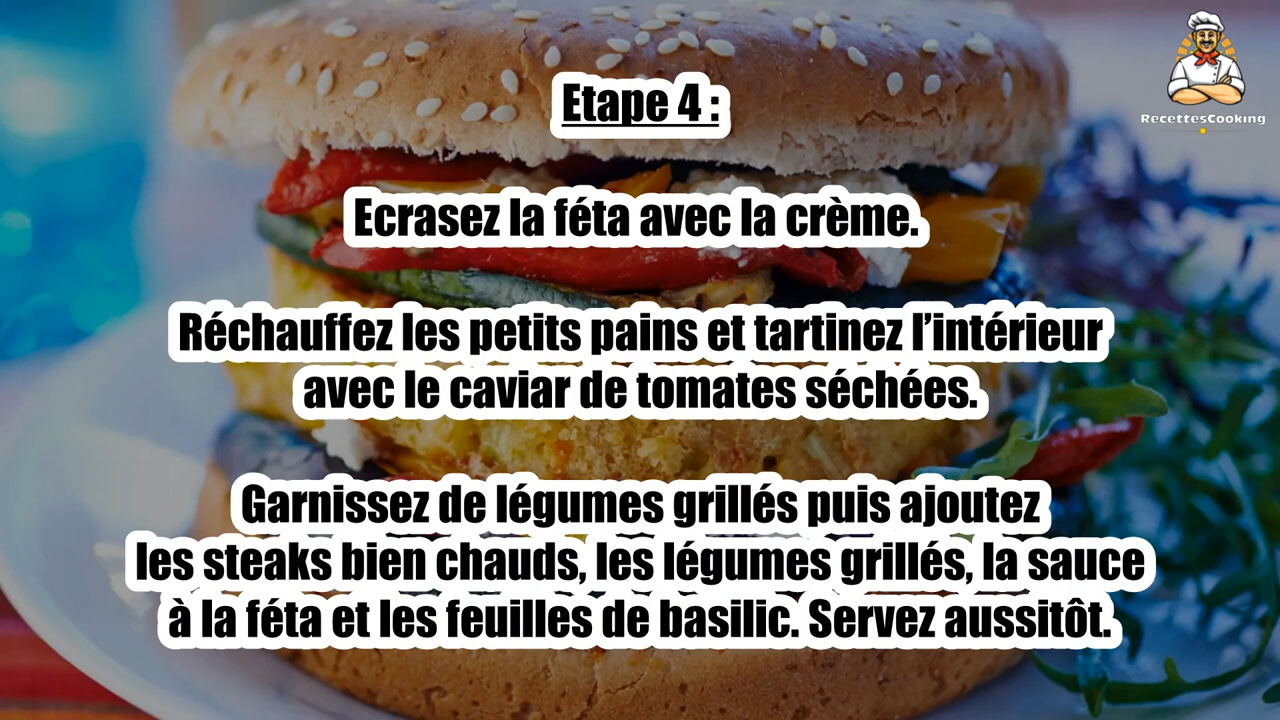 RecettesCooking
Etape 4 :
Ecrasez la féta avec la crème.
Réchauffez les petits pains et tartinez l’intérieur
avec le caviar de tomates séchées.
Garnissez de légumes grillés puis ajoutez
les steaks bien chauds, les légumes grillés, la sauce
à la féta et les feuilles de basilic. Servez aussitôt.